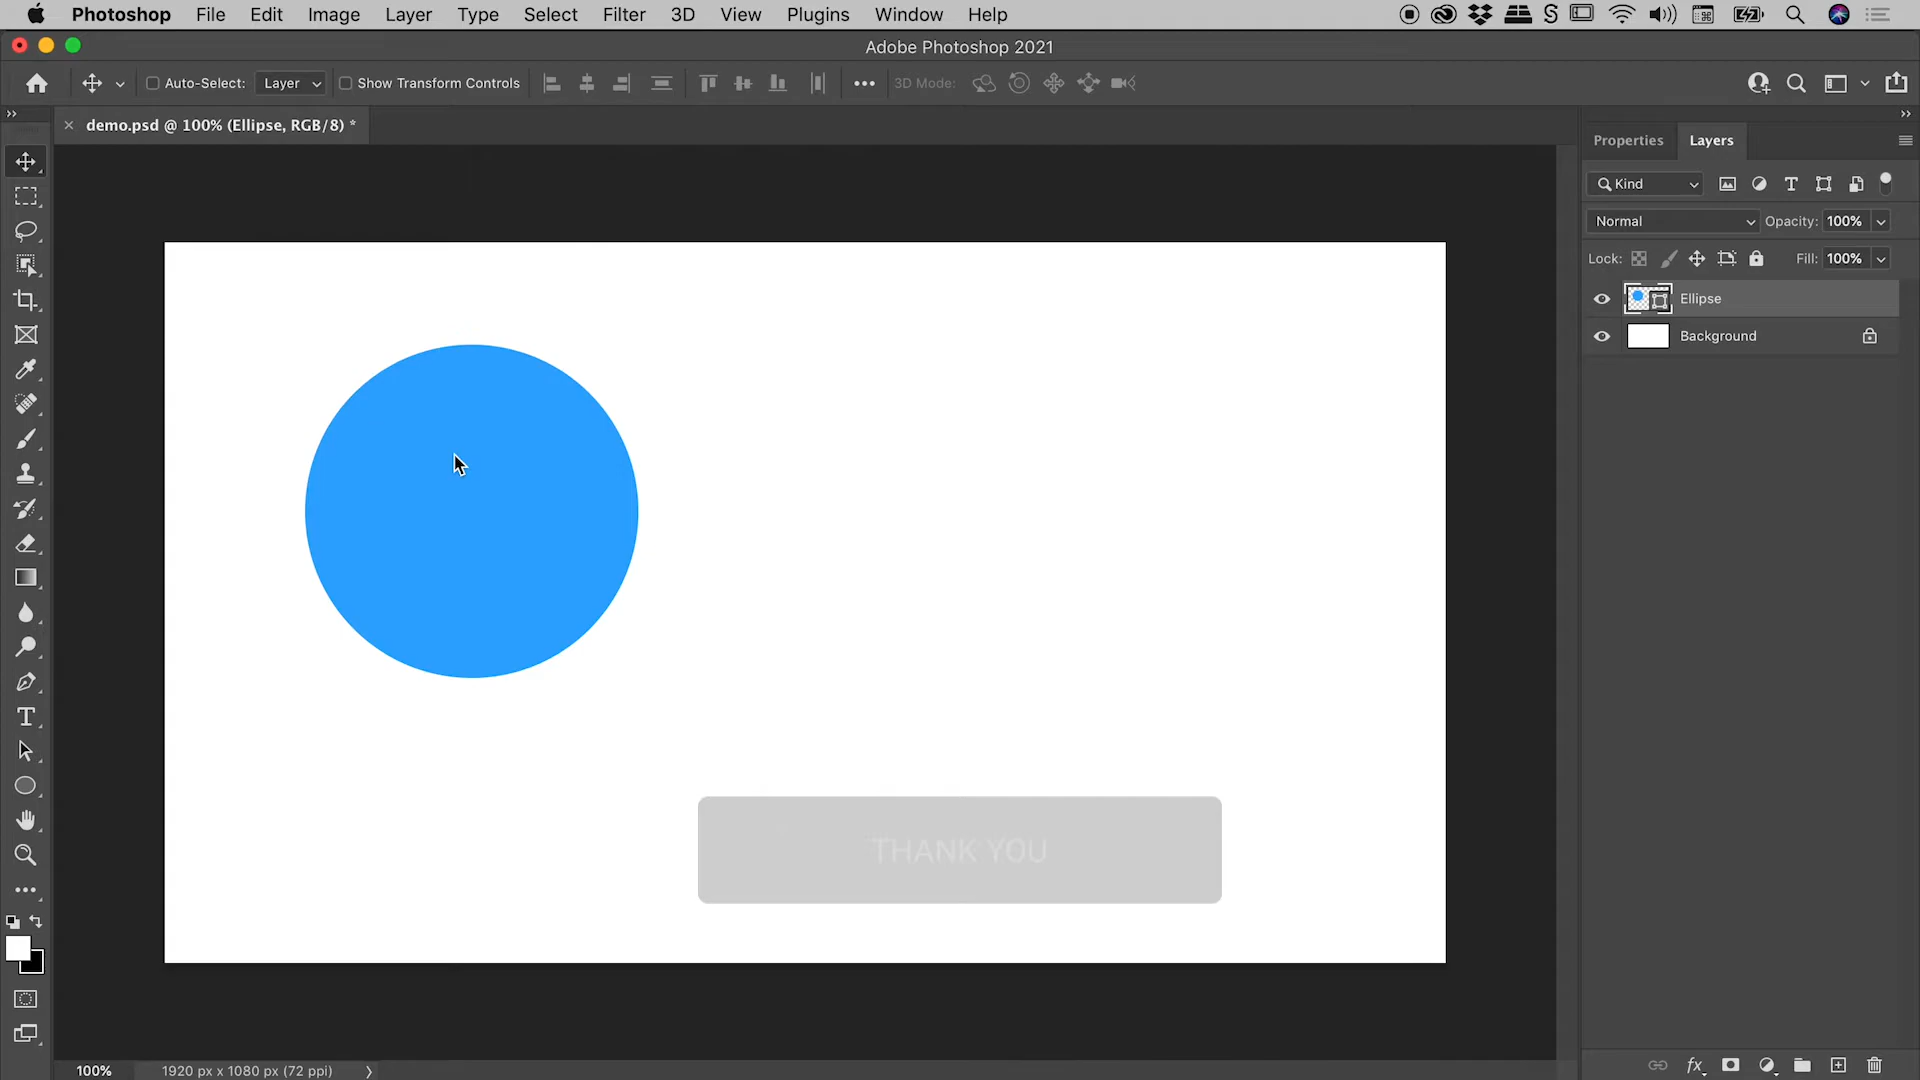 Photoshop File Edit Image Layer Type Select Filter 3D View Plugins Window Help
Adobe Photoshop 2021
Auto-Select: Layer Show Transform Controls 3D Mode:
demo.psd @ 100% (Ellipse, RGB/8) *
Properties Layers
Kind
Normal Opacity: 100%
Lock: Fill: 100%
Ellipse
Background
THANK YOU
100% 1920 px x 1080 px (72 ppi)
fx